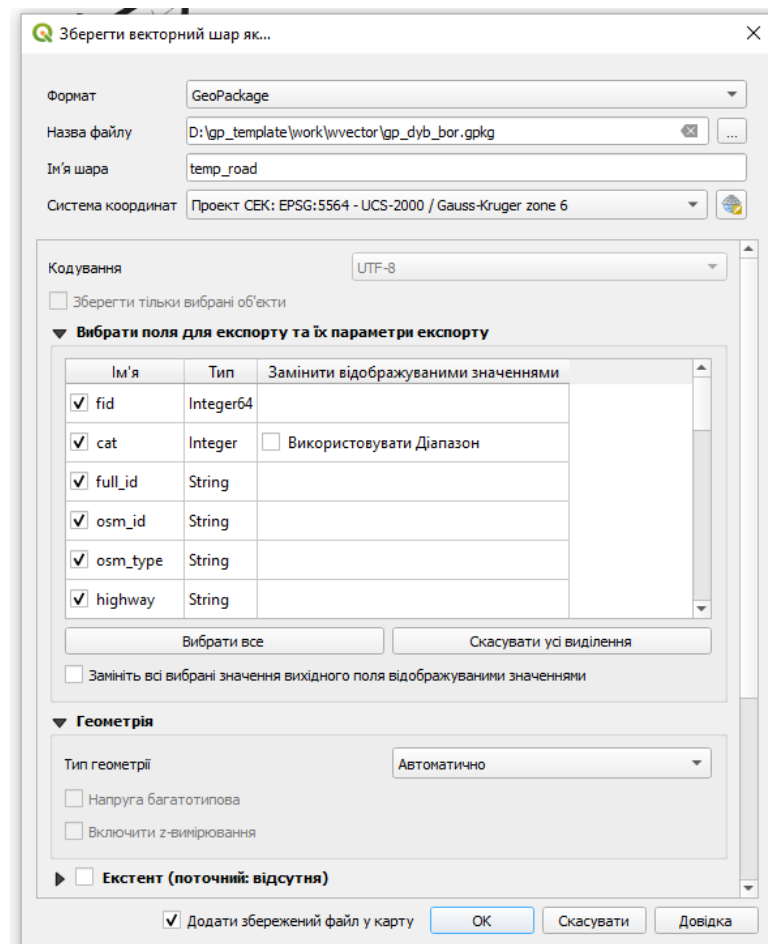 Зберегти векторний шар як...
Формат GeoPackage
Назва файлу D:\gp_template\work\wvector\gp_dyb_bor.gpkg ...
Ім'я шара temp_road
Система координат Проект СЕК: EPSG:5564 - UCS-2000 / Gauss-Kruger zone 6
Кодування UTF-8
Зберегти тільки вибрані об'єкти
Вибрати поля для експорту та їх параметри експорту
Ім'я Тип Замінити відображуваними значеннями
fid Integer64
cat Integer Використовувати Діапазон
full_id String
osm_id String
osm_type String
highway String
Вибрати все Скасувати усі виділення
Замініть всі вибрані значення вихідного поля відображуваними значеннями
Геометрія
Тип геометрії Автоматично
Напруга багатотипова
Включити z-вимірювання
Екстент (поточний: відсутня)
Додати збережений файл у карту OK Скасувати Довідка